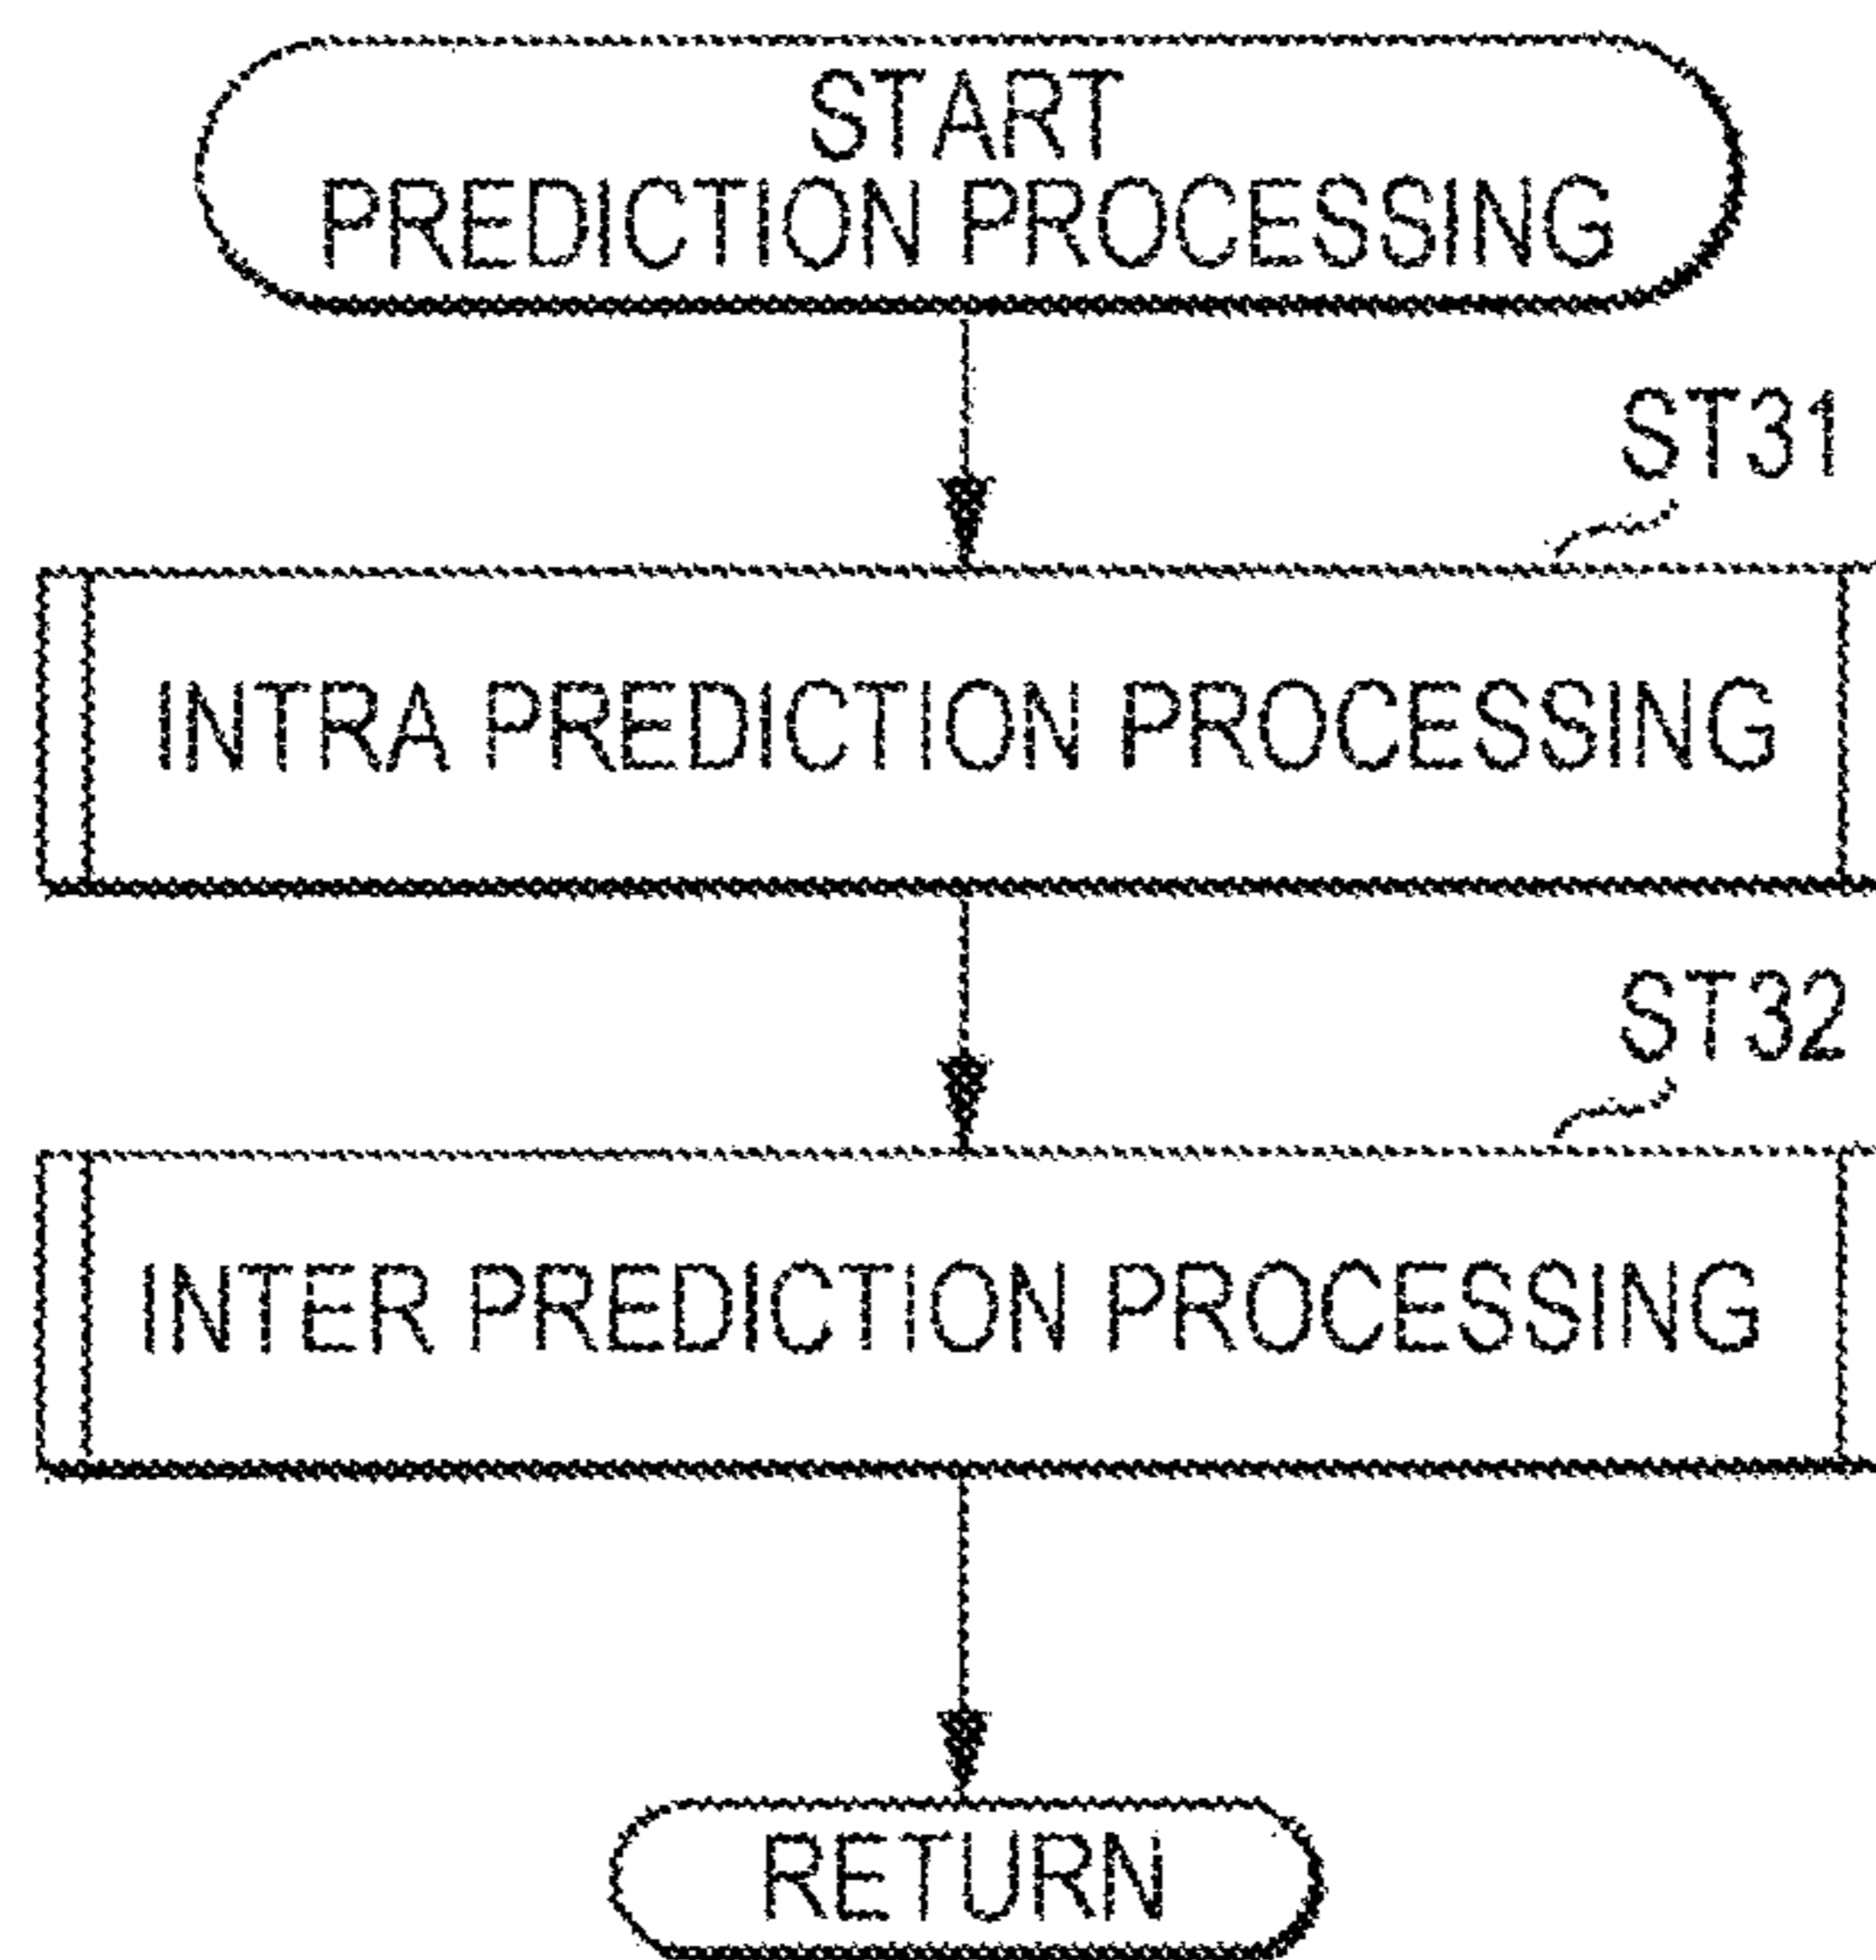 START
PREDICTION PROCESSING
ST31
INTRA PREDICTION PROCESSING
ST32
INTER PREDICTION PROCESSING
RETURN